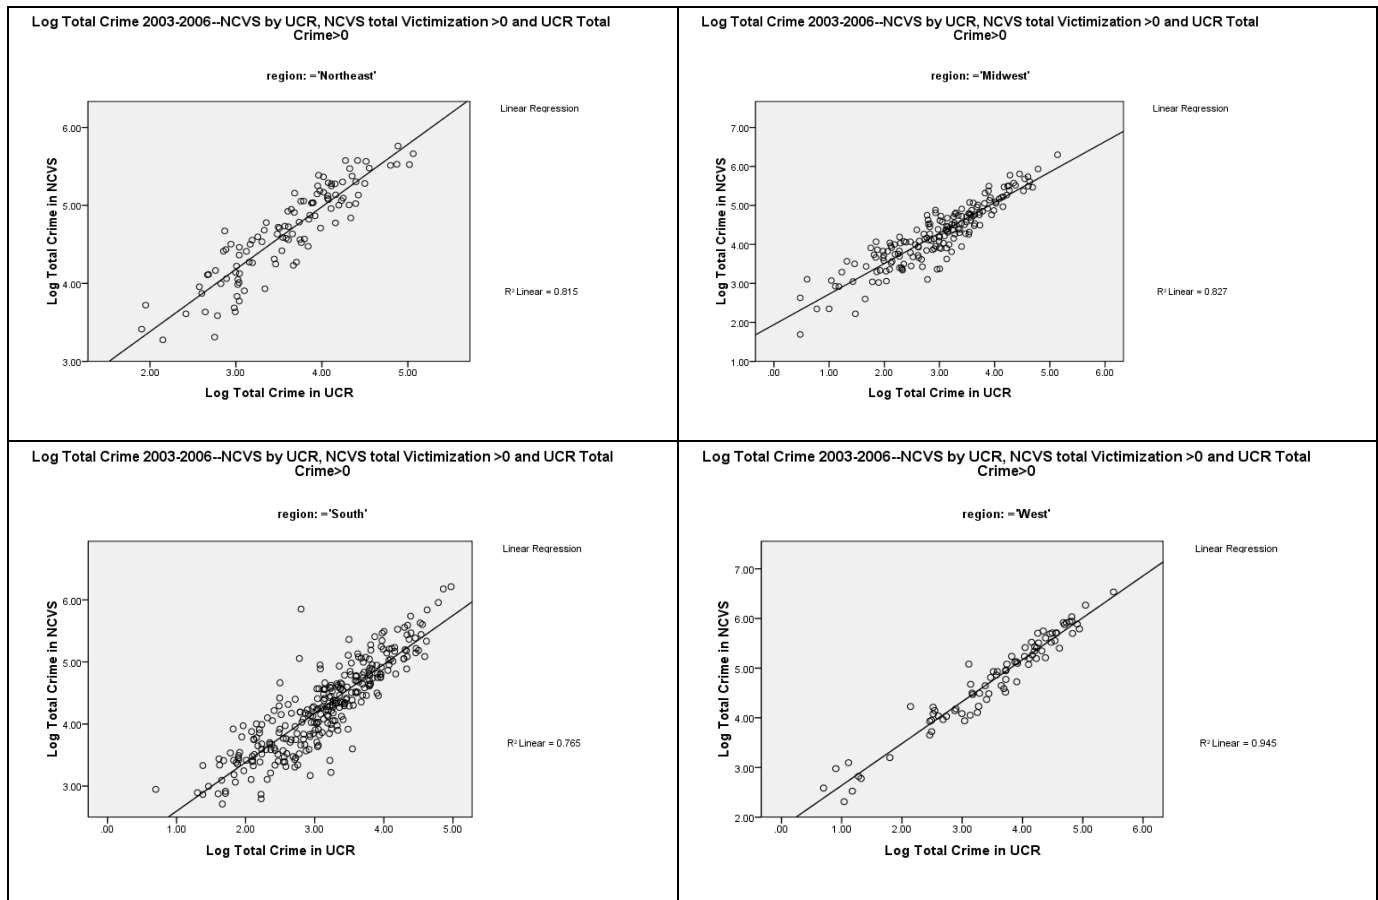 Log Total Crime 2003-2006--NCVS by UCR, NCVS total Victimization >0 and UCR Total
Crime>0
region: ='Northeast'
Linear Regression
Log Total Crime in NCVS
6.00
5.00
4.00
3.00
R² Linear = 0.815
2.00 3.00 4.00 5.00
Log Total Crime in UCR
Log Total Crime 2003-2006--NCVS by UCR, NCVS total Victimization >0 and UCR Total
Crime>0
region: ='Midwest'
Linear Regression
Log Total Crime in NCVS
7.00
6.00
5.00
4.00
3.00
2.00
1.00
R² Linear = 0.827
.00 1.00 2.00 3.00 4.00 5.00 6.00
Log Total Crime in UCR
Log Total Crime 2003-2006--NCVS by UCR, NCVS total Victimization >0 and UCR Total
Crime>0
region: ='South'
Linear Regression
Log Total Crime in NCVS
6.00
5.00
4.00
3.00
R² Linear = 0.765
.00 1.00 2.00 3.00 4.00 5.00
Log Total Crime in UCR
Log Total Crime 2003-2006--NCVS by UCR, NCVS total Victimization >0 and UCR Total
Crime>0
region: ='West'
Linear Regression
Log Total Crime in NCVS
7.00
6.00
5.00
4.00
3.00
2.00
R² Linear = 0.945
.00 1.00 2.00 3.00 4.00 5.00 6.00
Log Total Crime in UCR